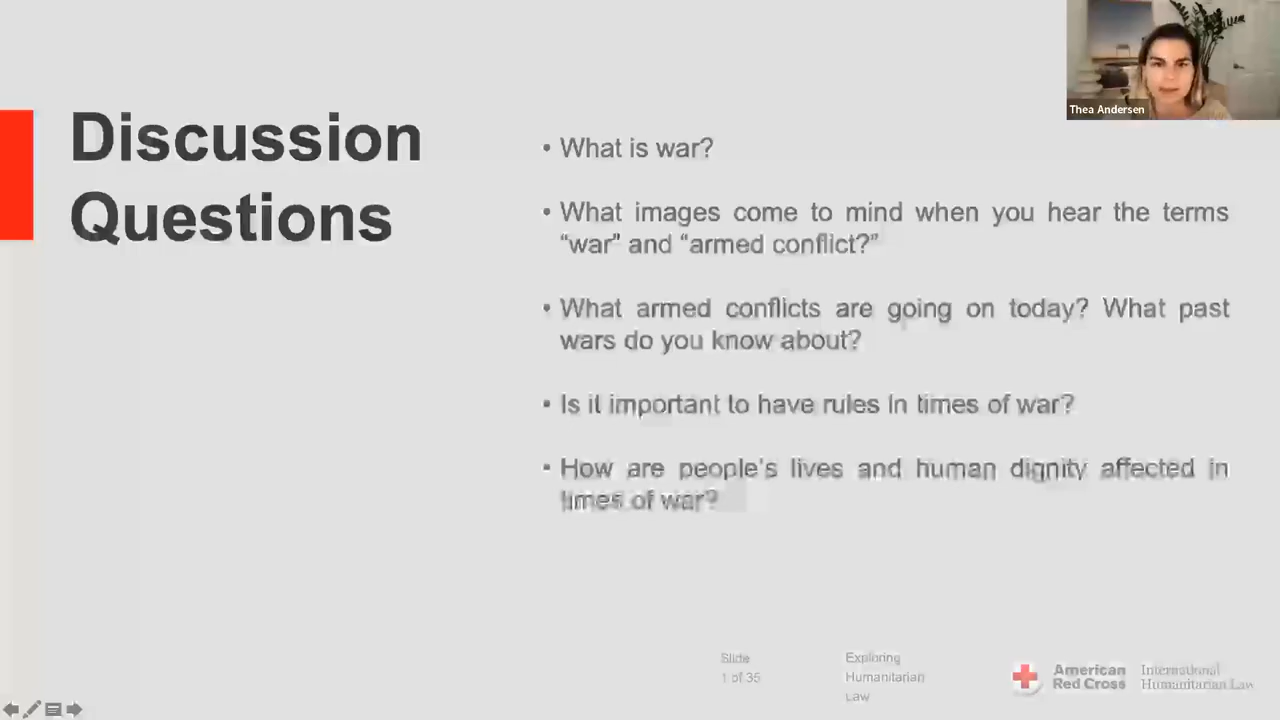 Thea Andersen
Discussion
Questions
• What is war?
• What images come to mind when you hear the terms
“war” and “armed conflict?”
• What armed conflicts are going on today? What past
wars do you know about?
• Is it important to have rules in times of war?
• How are people’s lives and human dignity affected in
times of war?
Slide
1 of 35
Exploring
Humanitarian
Law
American
Red Cross
International
Humanitarian Law